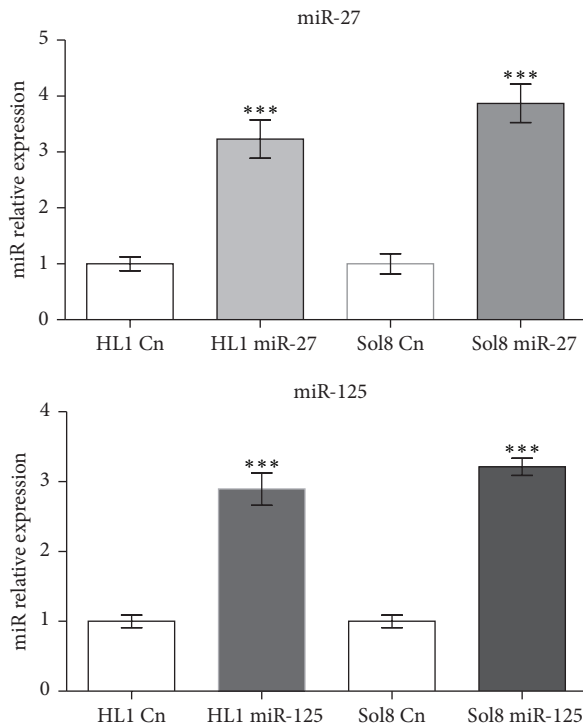 miR-27
miR relative expression
5
4
3
2
1
0
***
***
HL1 Cn
HL1 miR-27
Sol8 Cn
Sol8 miR-27
miR-125
miR relative expression
4
3
2
1
0
***
***
HL1 Cn
HL1 miR-125
Sol8 Cn
Sol8 miR-125